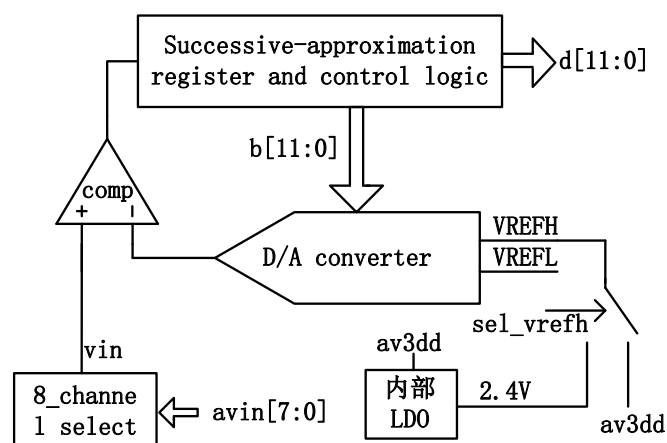 Successive-approximation
register and control logic
d[11:0]
b[11:0]
comp
+ −
D/A converter
VREFH
VREFL
sel_vrefh
vin
av3dd
8_channe
l select
avin[7:0]
内部
LDO
2.4V
av3dd